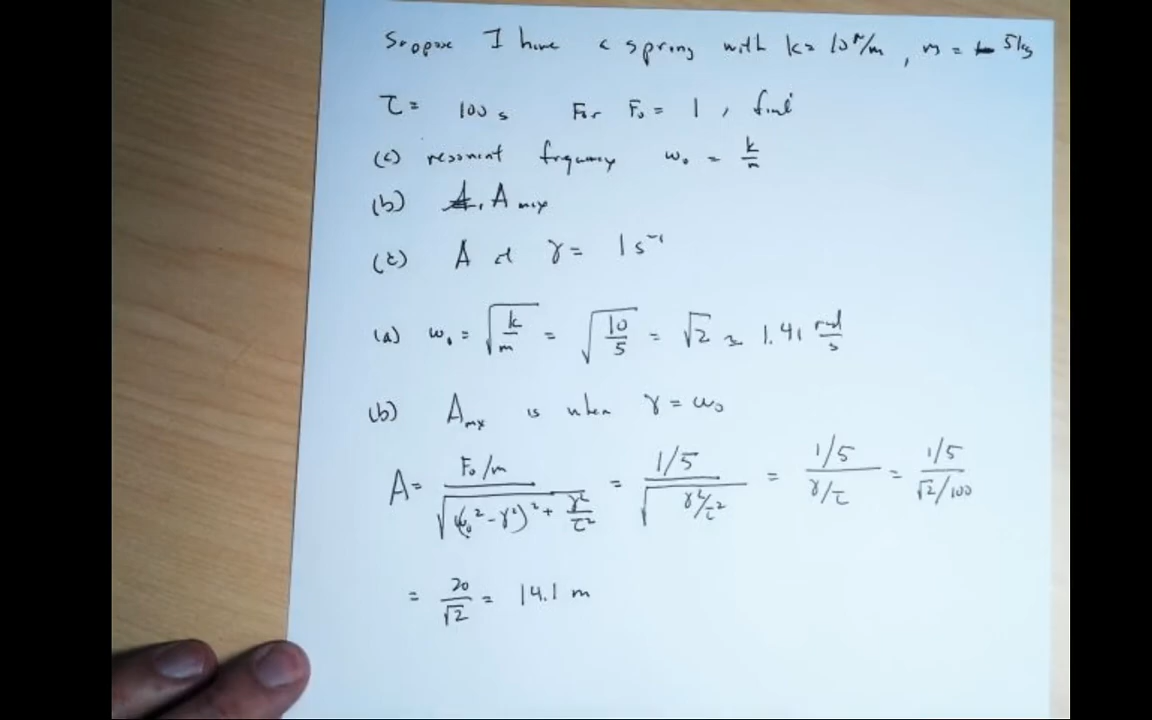 Suppose I have a spring with k = 10 N/m, m = 5 kg
τ = 100 s For F₀ = 1, find
(a) resonant frequency ω₀ = k/m
(b) A_max
(c) A at γ = 1 s⁻¹
(a) ω₀ = √(k/m) = √(10/5) = √2 ≈ 1.41 rad/s
(b) A_max is when γ = ω₀
A = (F₀/m)/√((ω₀² - γ²)² + γ²/τ²) = (1/5)/√(γ²/τ²) = (1/5)/(γ/τ) = (1/5)/(√2/100)
= 20/√2 = 14.1 m